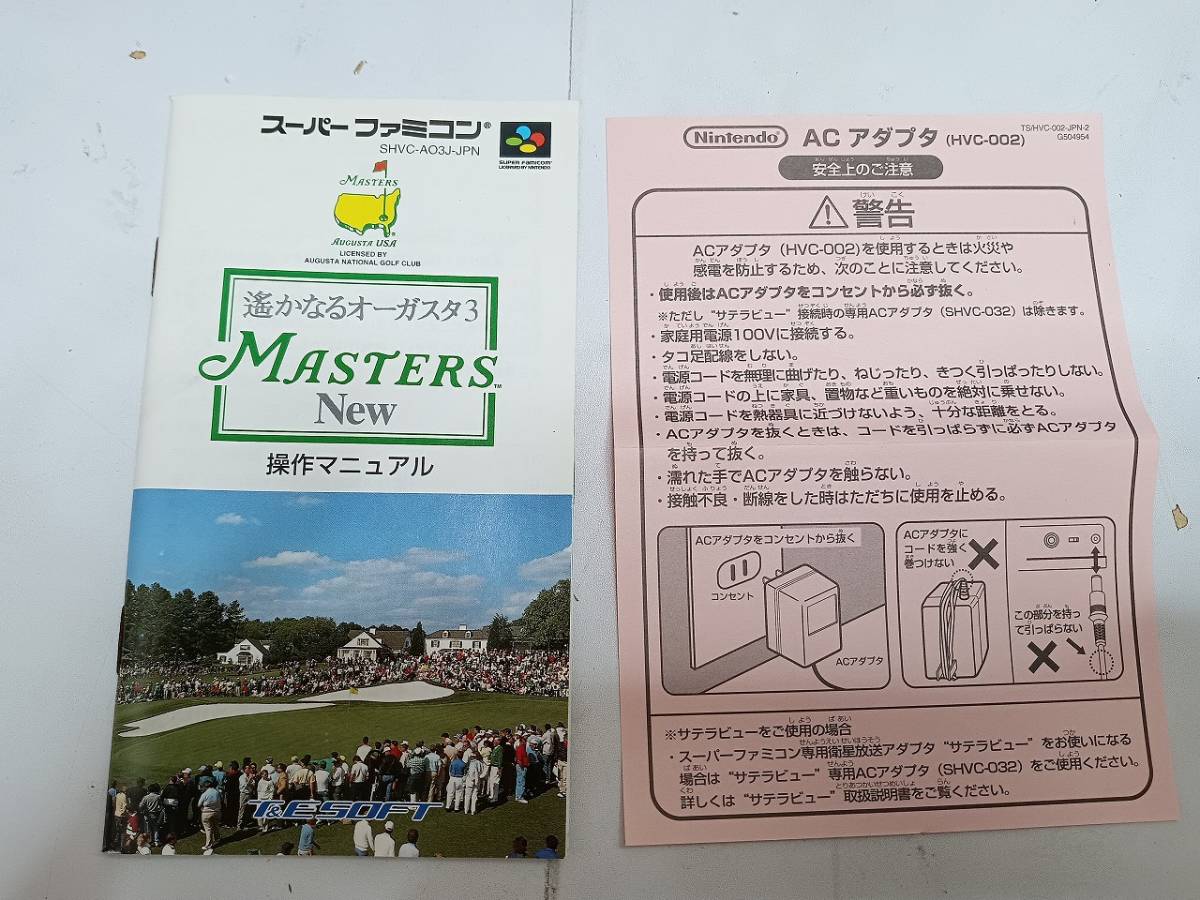 スーパーファミコン®
SHVC-AO3J-JPN
SUPER FAMICOM
LICENSED BY NINTENDO
MASTERS
AUGUSTA USA
LICENSED BY
AUGUSTA NATIONAL GOLF CLUB
遙かなるオーガスタ3
MASTERS™
New
操作マニュアル
T&E SOFT
TS/HVC-002-JPN-2
G504954
Nintendo® AC アダプタ (HVC-002)
安全上のご注意
警告
ACアダプタ(HVC-002)を使用するときは火災や
感電を防止するため、次のことに注意してください。
・使用後はACアダプタをコンセントから必ず抜く。
※ただし“サテラビュー”接続時の専用ACアダプタ(SHVC-032)は除きます。
・家庭用電源100Vに接続する。
・タコ足配線をしない。
・電源コードを無理に曲げたり、ねじったり、きつく引っぱったりしない。
・電源コードの上に家具、置物など重いものを絶対に乗せない。
・電源コードを熱器具に近づけないよう、十分な距離をとる。
・ACアダプタを抜くときは、コードを引っぱらずに必ずACアダプタ
を持って抜く。
・濡れた手でACアダプタを触らない。
・接触不良・断線をした時はただちに使用を止める。
ACアダプタをコンセントから抜く
コンセント
ACアダプタ
ACアダプタに
コードを強く
巻つけない
この部分を持っ
て引っぱらない
※サテラビューをご使用の場合
・スーパーファミコン専用衛星放送アダプタ“サテラビュー”をお使いになる
場合は“サテラビュー”専用ACアダプタ(SHVC-032)をご使用ください。
詳しくは“サテラビュー”取扱説明書をご覧ください。